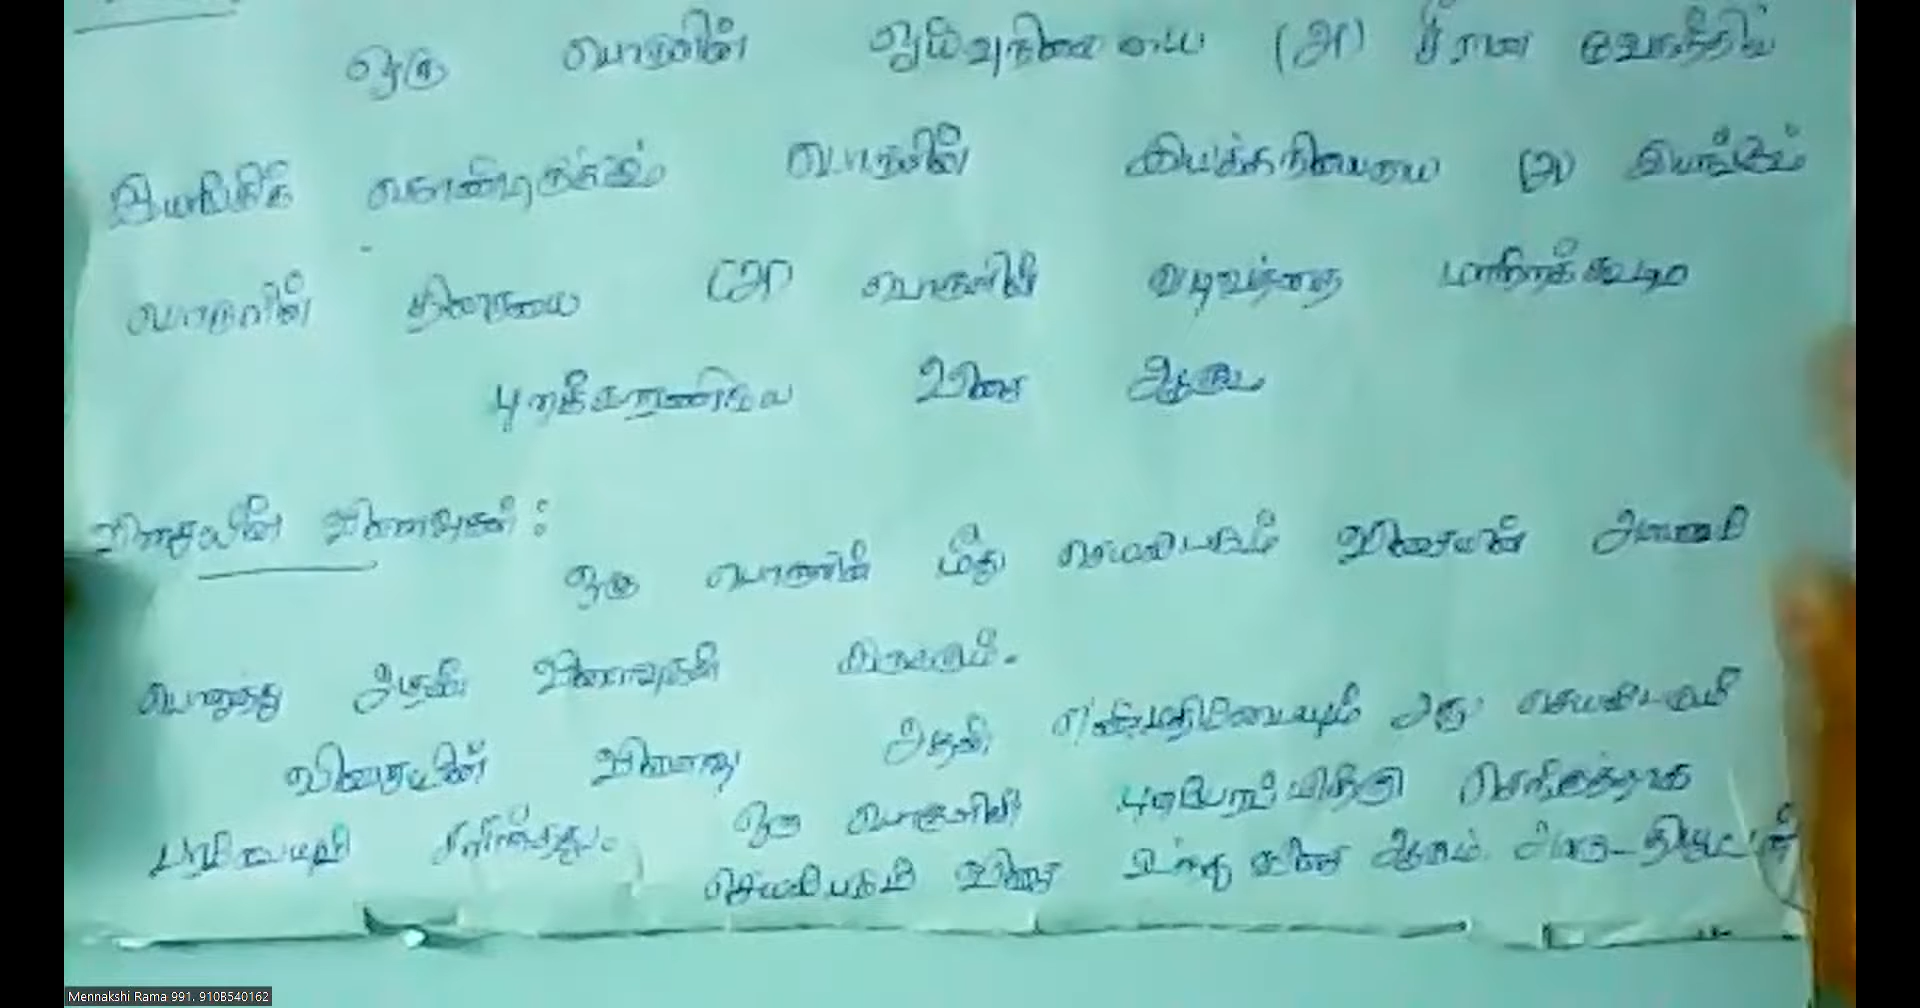 ஒரு பொருளின் ஓய்வுநிலையை (அ) சீரான வேகத்தில்
இயங்கிக் கொண்டிருக்கும் பொருளின் இயக்கநிலையை (அ) இயங்கும்
பொருளின் திசையை (அ) பொருளின் வடிவத்தை மாற்றக்கூடிய
புறக்காரணியே விசை ஆகும்
விசையின் விளைவுகள் :
ஒரு பொருளின் மீது செயல்படும் விசையின் அளவை
பொறுத்து அதன் விளைவுகள் இருக்கும்.
விசையின் விளைவு அதன் எண்மதிப்பையும் அது செயல்படும்
பரப்பையும் சார்ந்தது. ஒரு பொருளின் புறப்பரப்பிற்கு செங்குத்தாக
செயல்படும் விசை உந்து விசை ஆகும். அலகு - நியூட்டன்
Mennakshi Rama 991. 910B540162